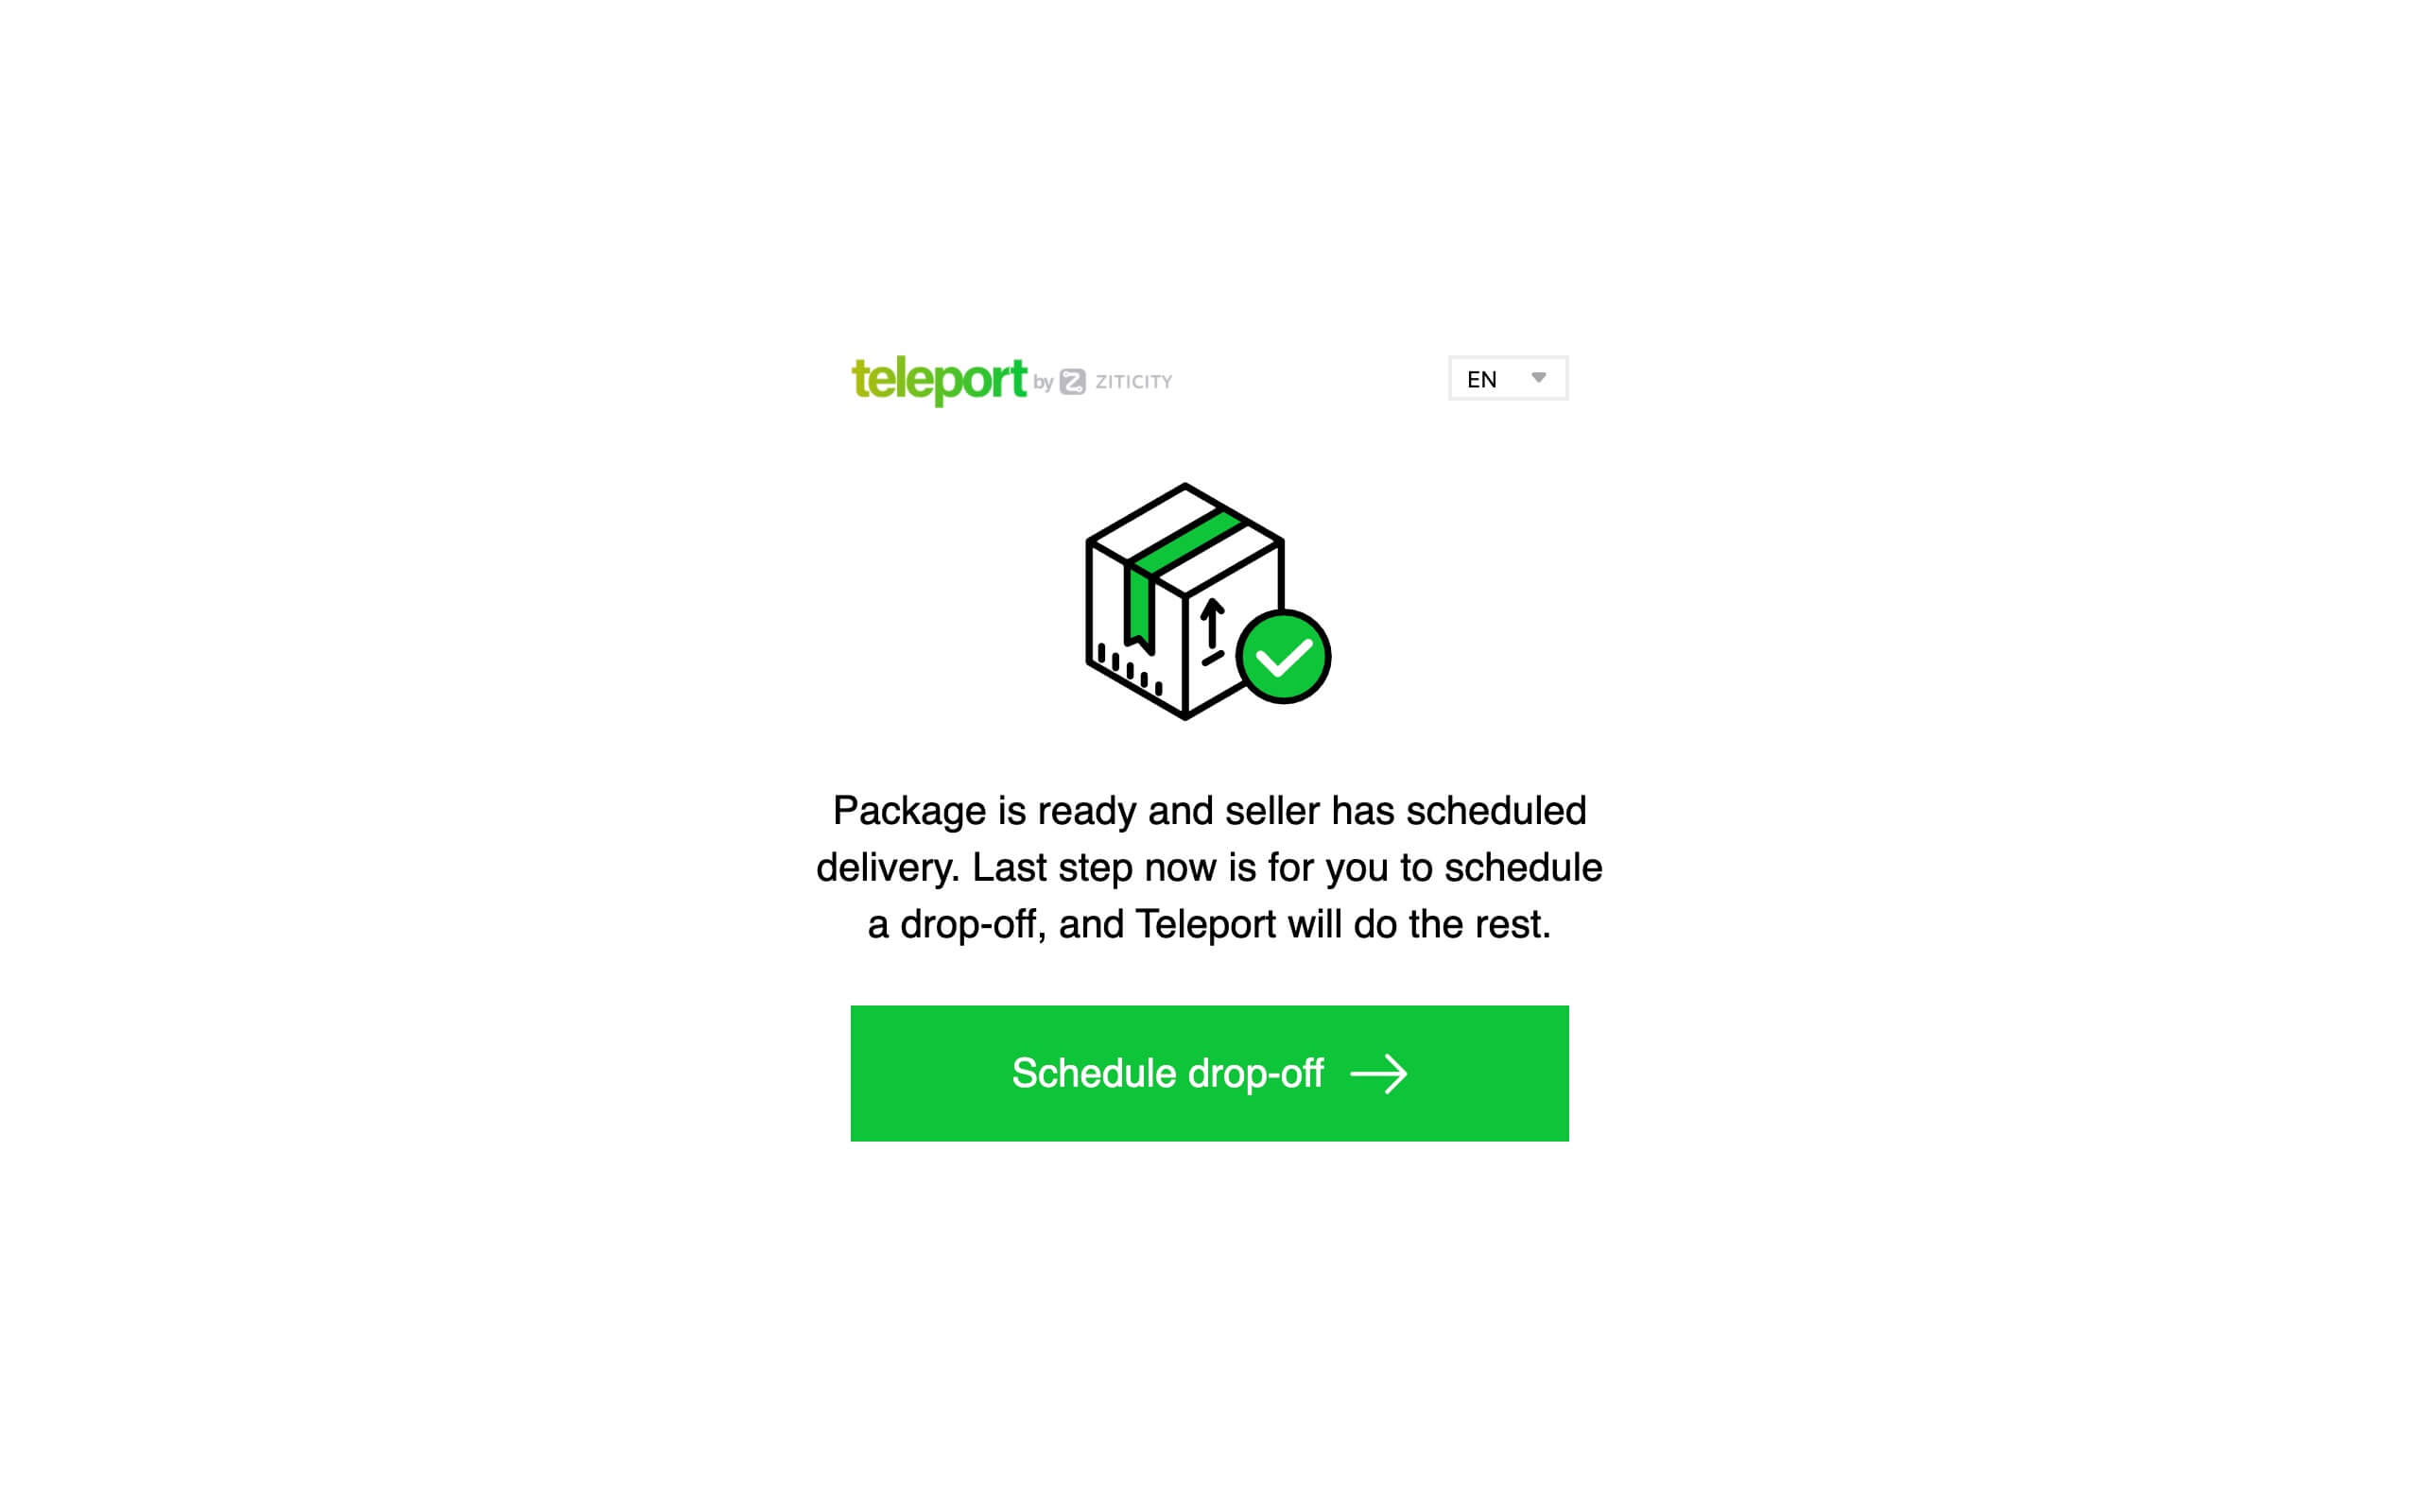 teleport by Z ZITICITY
EN
Package is ready and seller has scheduled
delivery. Last step now is for you to schedule
a drop-off, and Teleport will do the rest.
Schedule drop-off